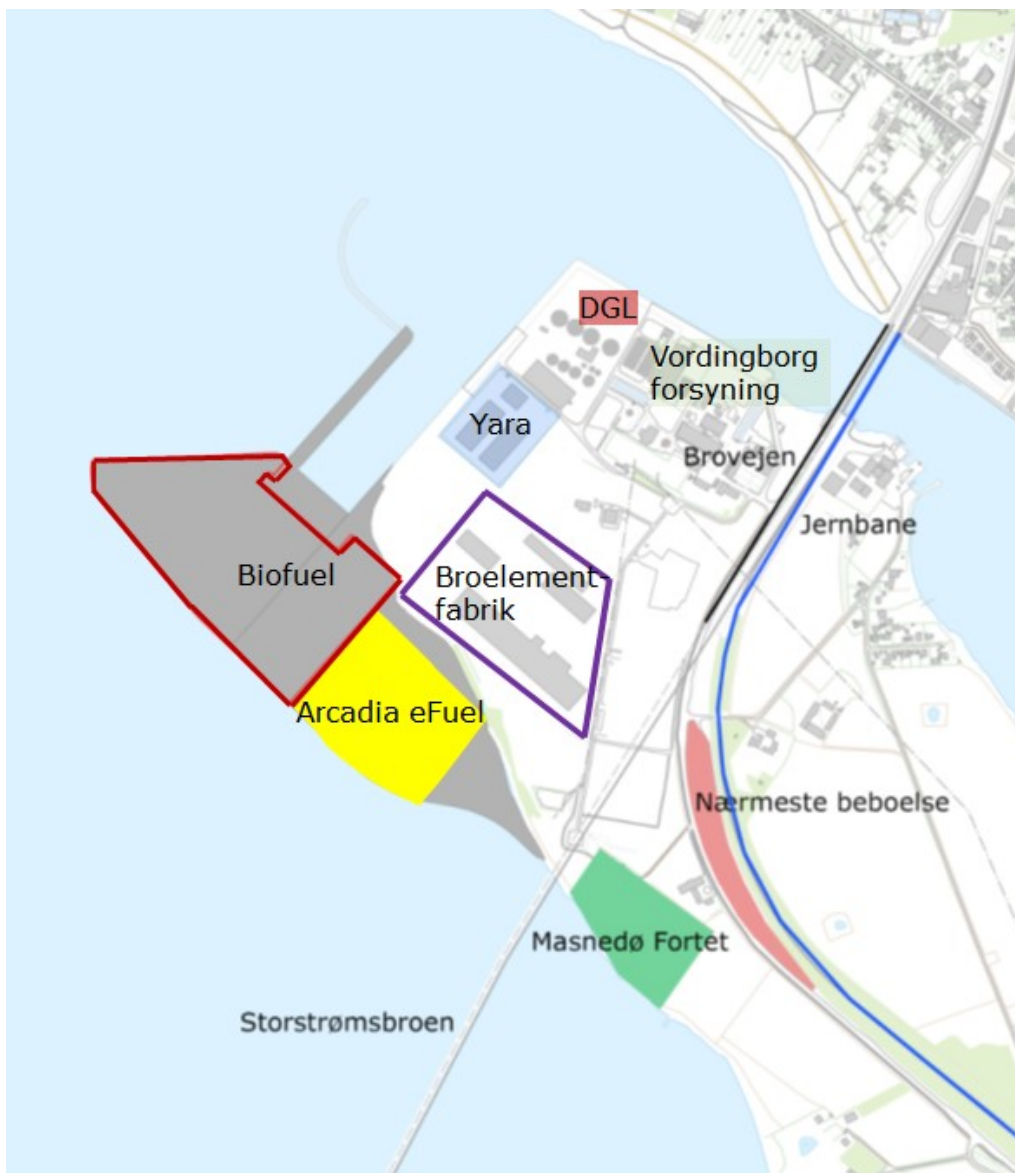 DGL
Vordingborg
forsyning
Yara
Brovejen
Jernbane
Biofuel
Broelement-
fabrik
Arcadia eFuel
Nærmeste beboelse
Masnedø Fortet
Storstrømsbroen